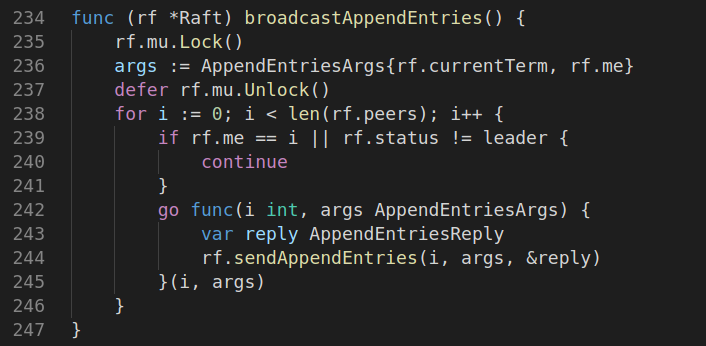 234 func (rf *Raft) broadcastAppendEntries() {
235     rf.mu.Lock()
236     args := AppendEntriesArgs{rf.currentTerm, rf.me}
237     defer rf.mu.Unlock()
238     for i := 0; i < len(rf.peers); i++ {
239         if rf.me == i || rf.status != leader {
240             continue
241         }
242         go func(i int, args AppendEntriesArgs) {
243             var reply AppendEntriesReply
244             rf.sendAppendEntries(i, args, &reply)
245         }(i, args)
246     }
247 }